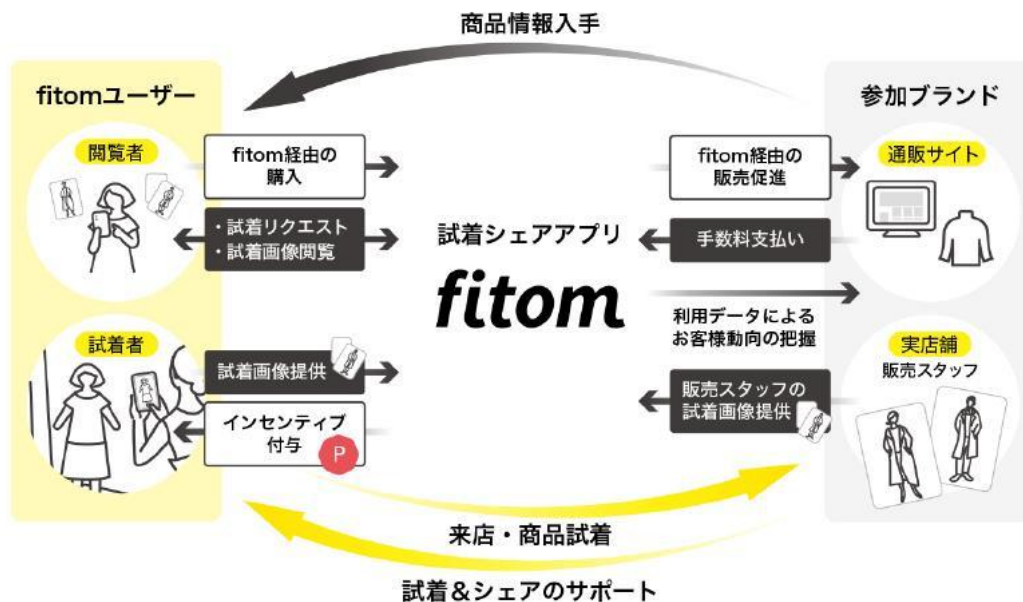 商品情報入手
fitomユーザー
参加ブランド
閲覧者
fitom経由の
購入
fitom経由の
販売促進
通販サイト
・試着リクエスト
・試着画像閲覧
試着シェアアプリ
手数料支払い
fitom
利用データによる
お客様動向の把握
試着者
実店舗
販売スタッフ
試着画像提供
販売スタッフの
試着画像提供
インセンティブ
付与
P
来店・商品試着
試着&シェアのサポート